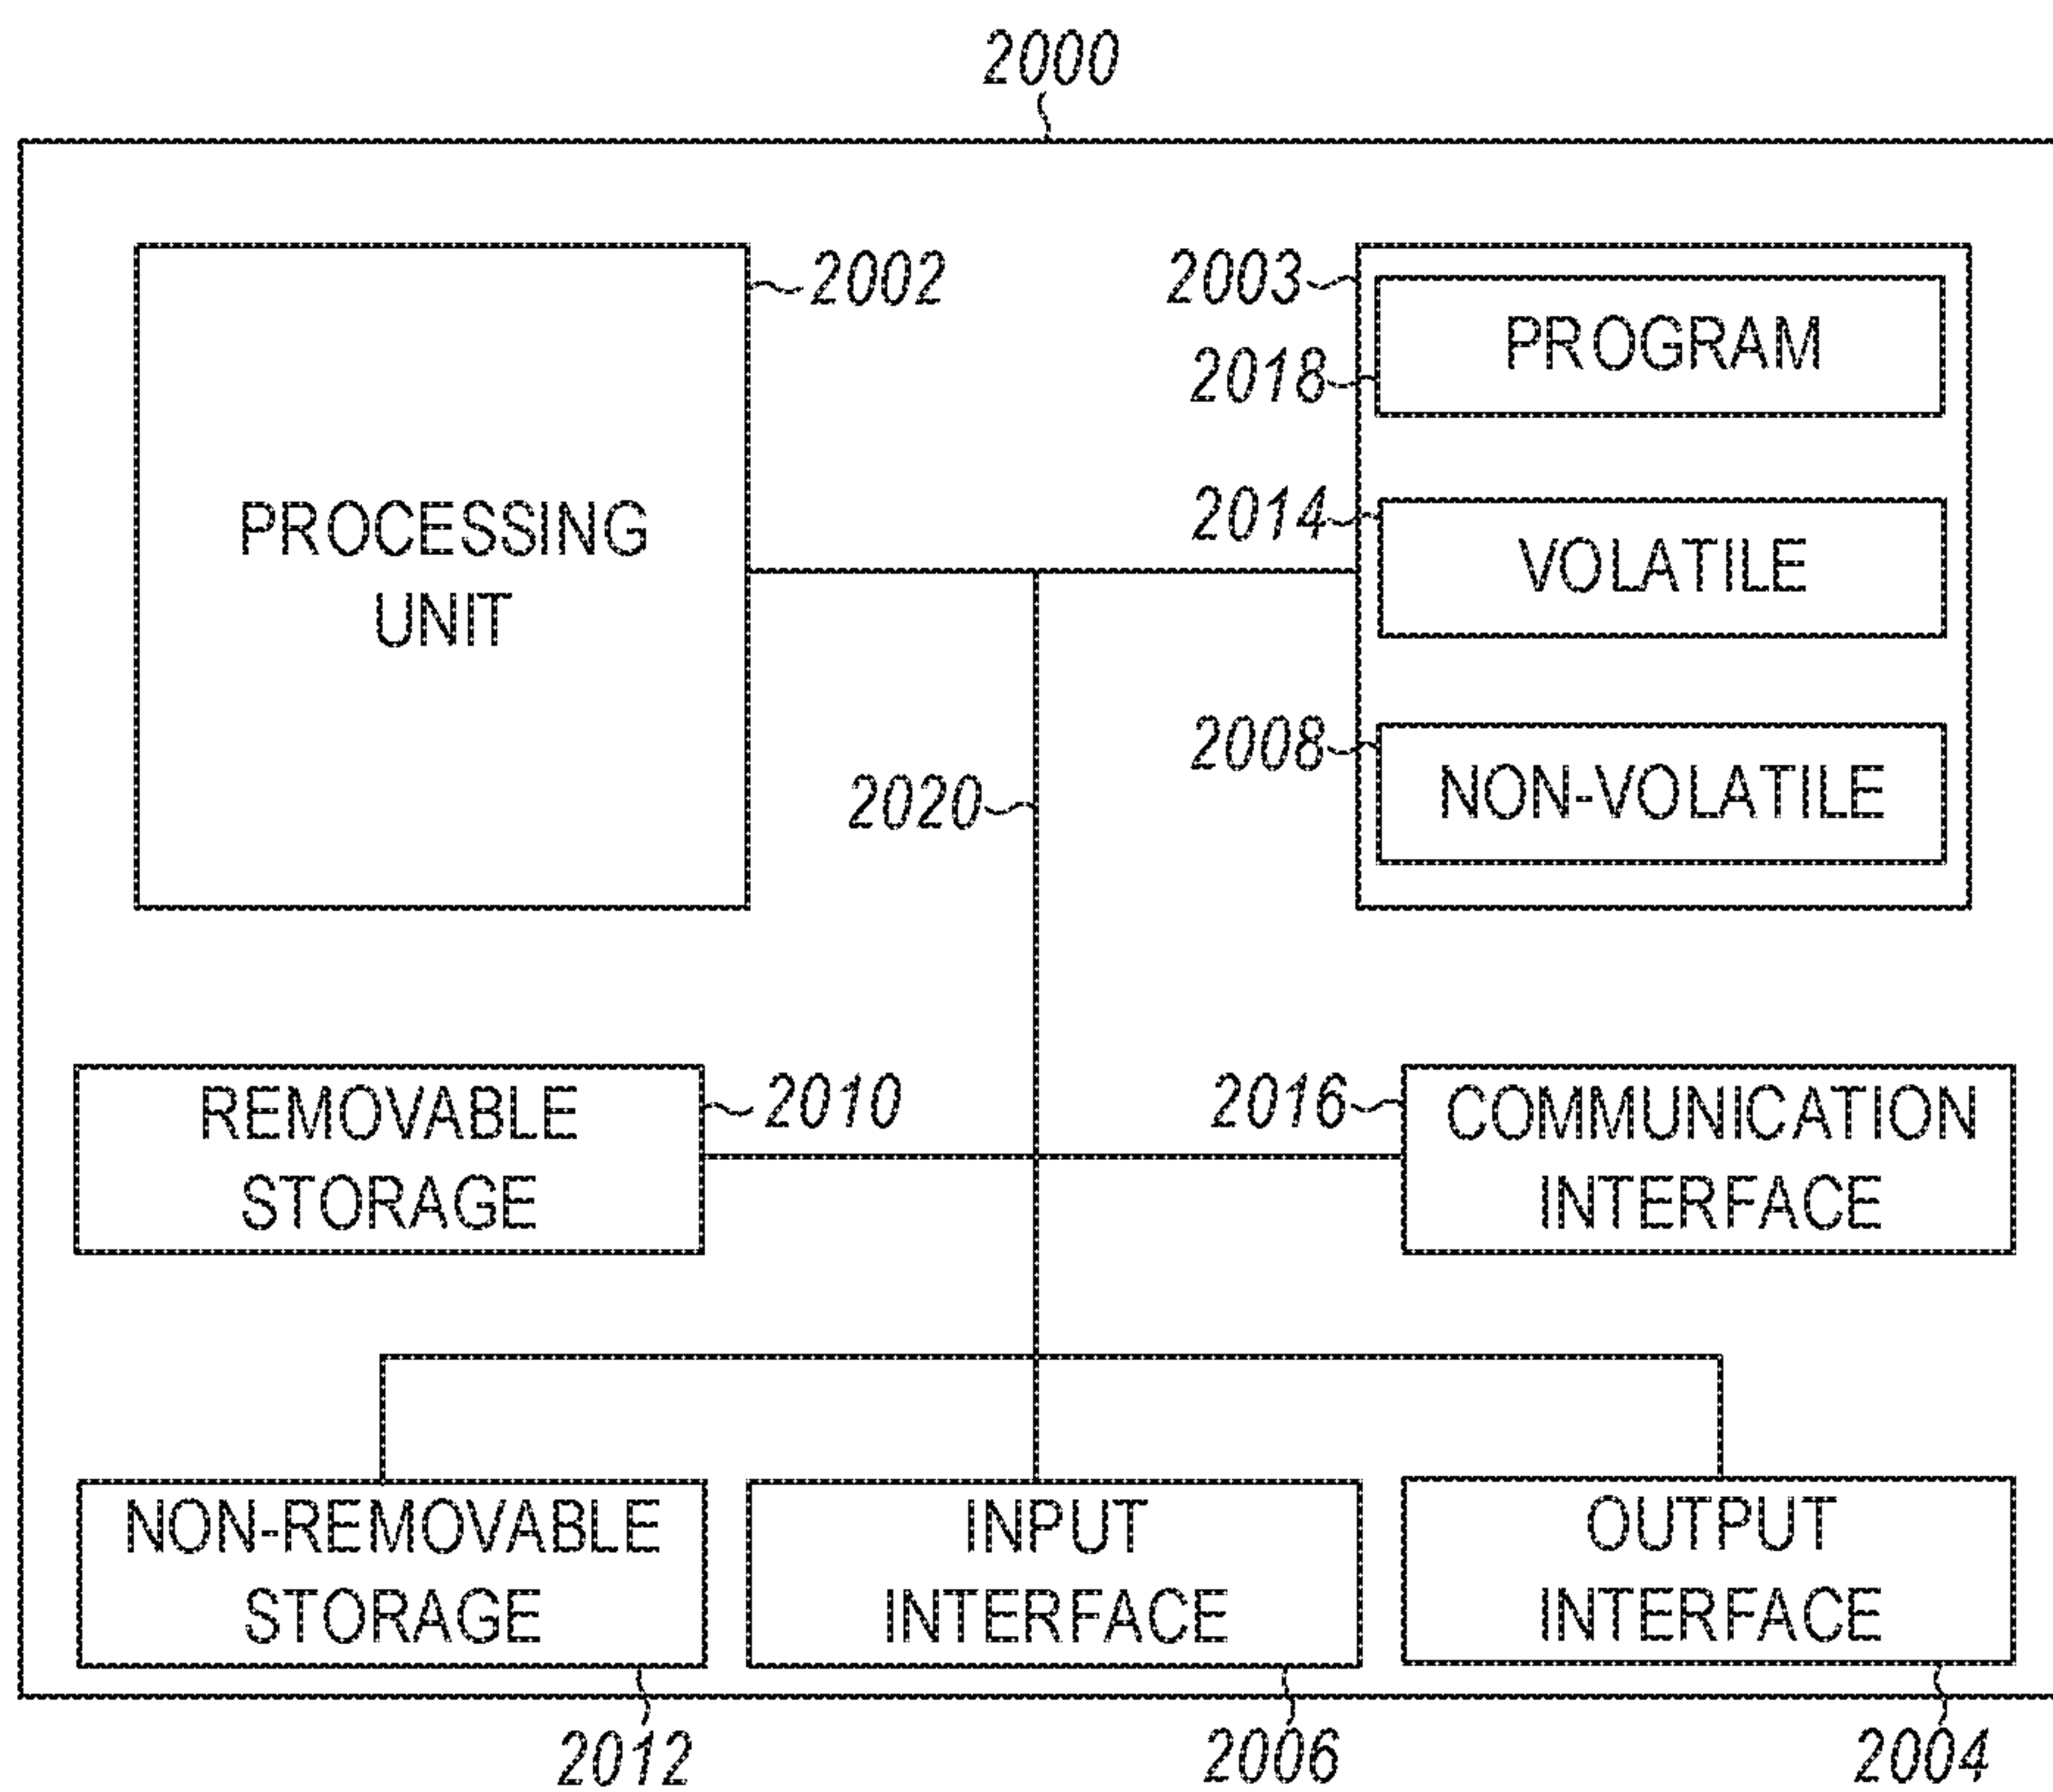 2000
2002
2003
PROGRAM
2018
PROCESSING
UNIT
2014
VOLATILE
2008
NON-VOLATILE
2020
REMOVABLE
STORAGE
2010
2016
COMMUNICATION
INTERFACE
NON-REMOVABLE
STORAGE
INPUT
INTERFACE
OUTPUT
INTERFACE
2012
2006
2004